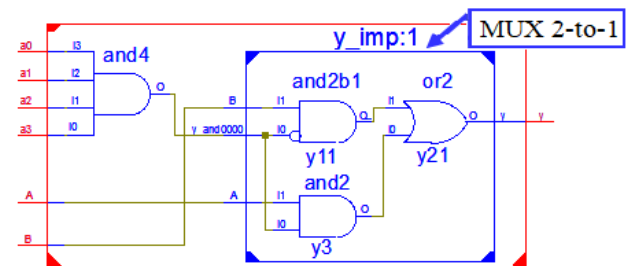 y_imp:1 MUX 2-to-1
a0 I3 and4
a1 I2 O
a2 I1
a3 I0
B I1 and2b1 O I1 or2 O y y
y_and0000 I0 y11 I0 y21
A A I1 and2 O
I0 y3
B